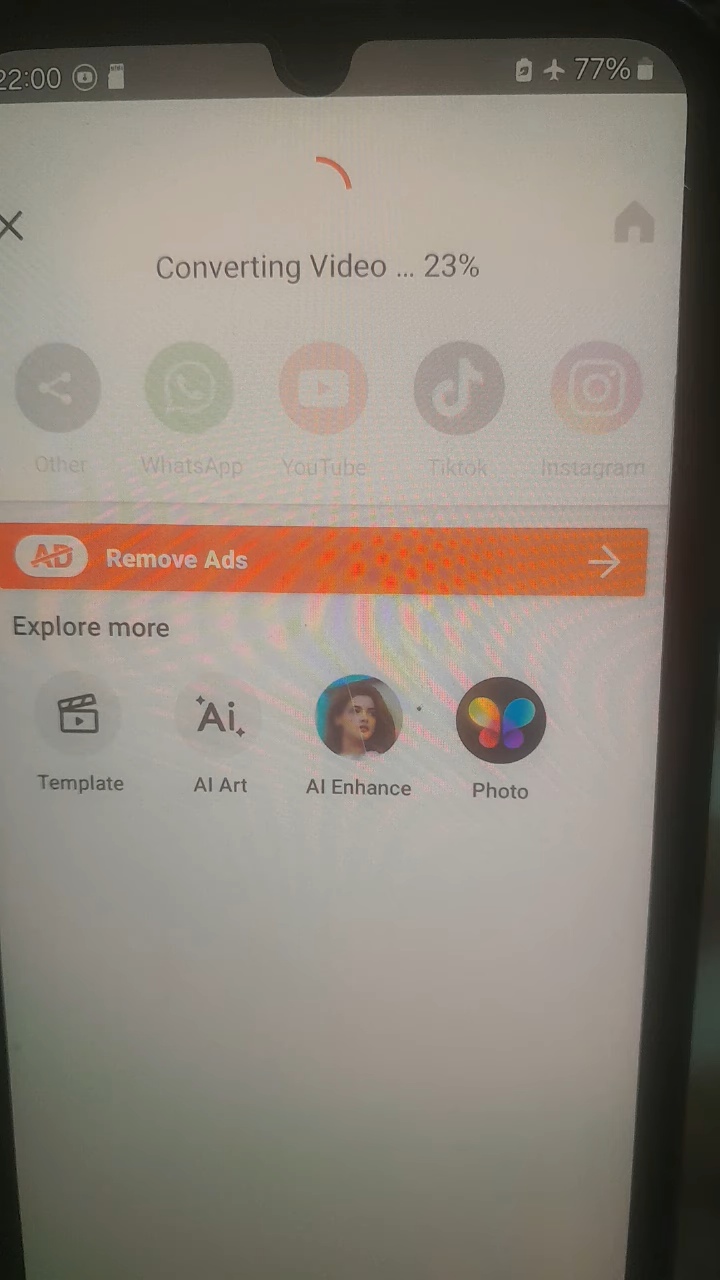 22:00 77%
Converting Video ... 23%
Other WhatsApp YouTube Tiktok Instagram
AD Remove Ads
Explore more
Ai
Template AI Art AI Enhance Photo